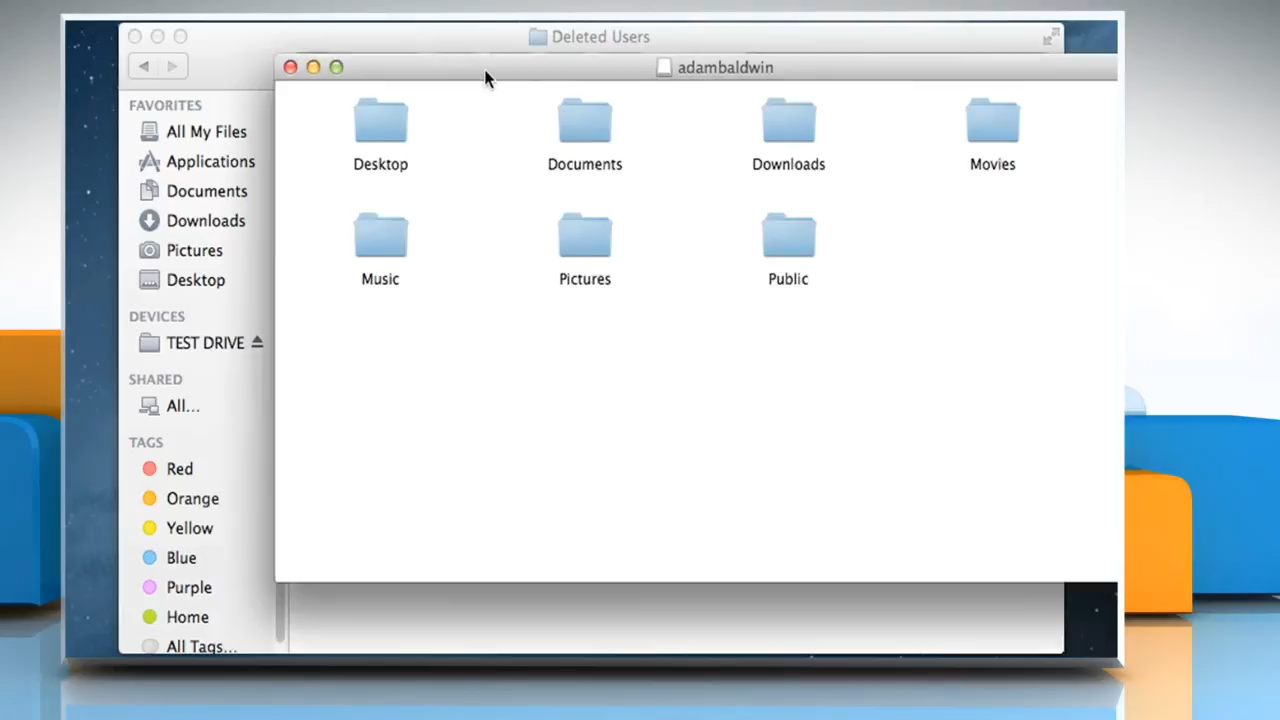 Deleted Users
adambaldwin
FAVORITES
All My Files
Applications
Documents
Downloads
Pictures
Desktop
DEVICES
TEST DRIVE
SHARED
All...
TAGS
Red
Orange
Yellow
Blue
Purple
Home
All Tags...
Desktop
Documents
Downloads
Movies
Music
Pictures
Public